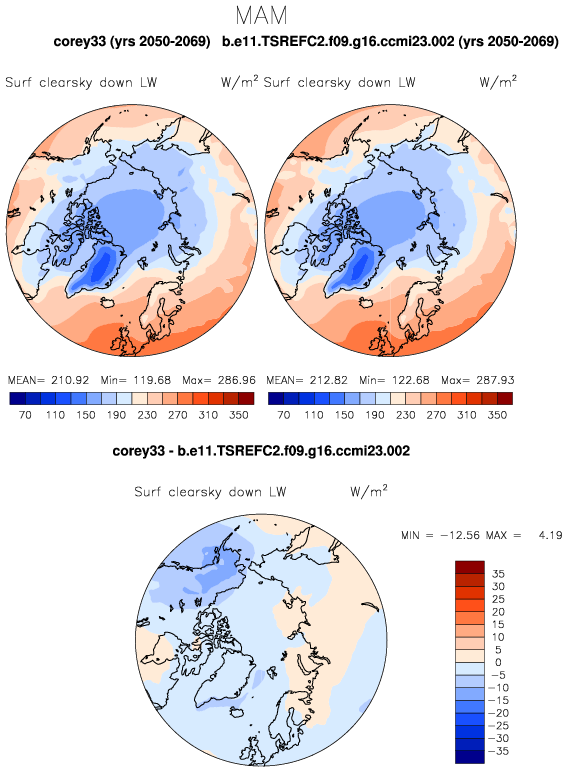 MAM
corey33 (yrs 2050-2069) b.e11.TSREFC2.f09.g16.ccmi23.002 (yrs 2050-2069)
Surf clearsky down LW W/m² Surf clearsky down LW W/m²
MEAN= 210.92 Min= 119.68 Max= 286.96 MEAN= 212.82 Min= 122.68 Max= 287.93
70 110 150 190 230 270 310 350 70 110 150 190 230 270 310 350
corey33 - b.e11.TSREFC2.f09.g16.ccmi23.002
Surf clearsky down LW W/m²
MIN = -12.56 MAX = 4.19
35
30
25
20
15
10
5
0
-5
-10
-15
-20
-25
-30
-35